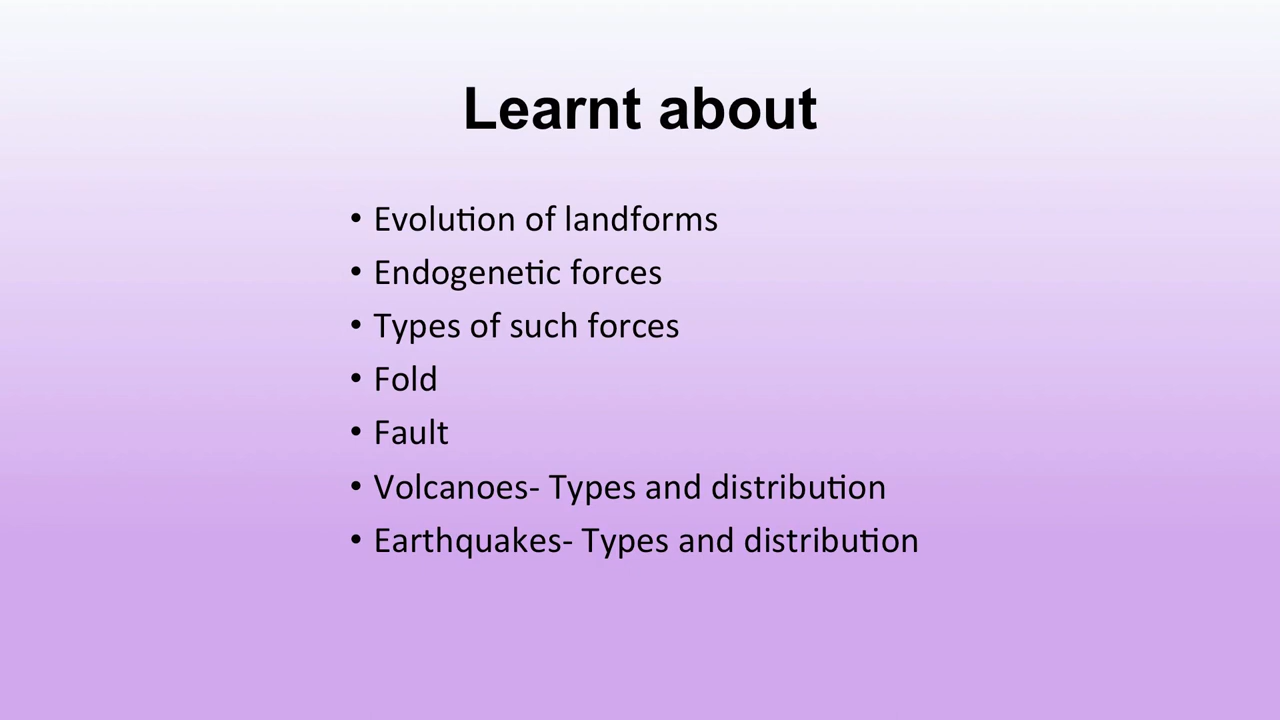 Learnt about
• Evolution of landforms
• Endogenetic forces
• Types of such forces
• Fold
• Fault
• Volcanoes- Types and distribution
• Earthquakes- Types and distribution